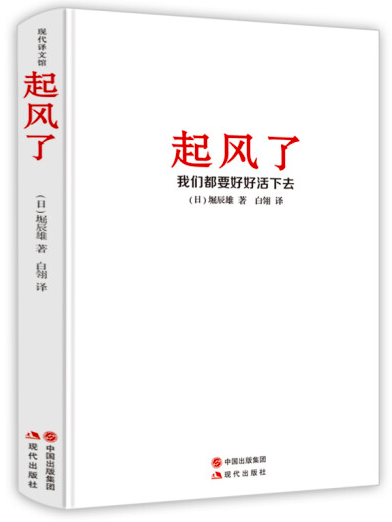 现代译文馆
起风了
(日)堀辰雄 著
白翎 译
中国出版集团
现代出版社
起风了
我们都要好好活下去
(日)堀辰雄 著 白翎 译
中国出版集团
现代出版社